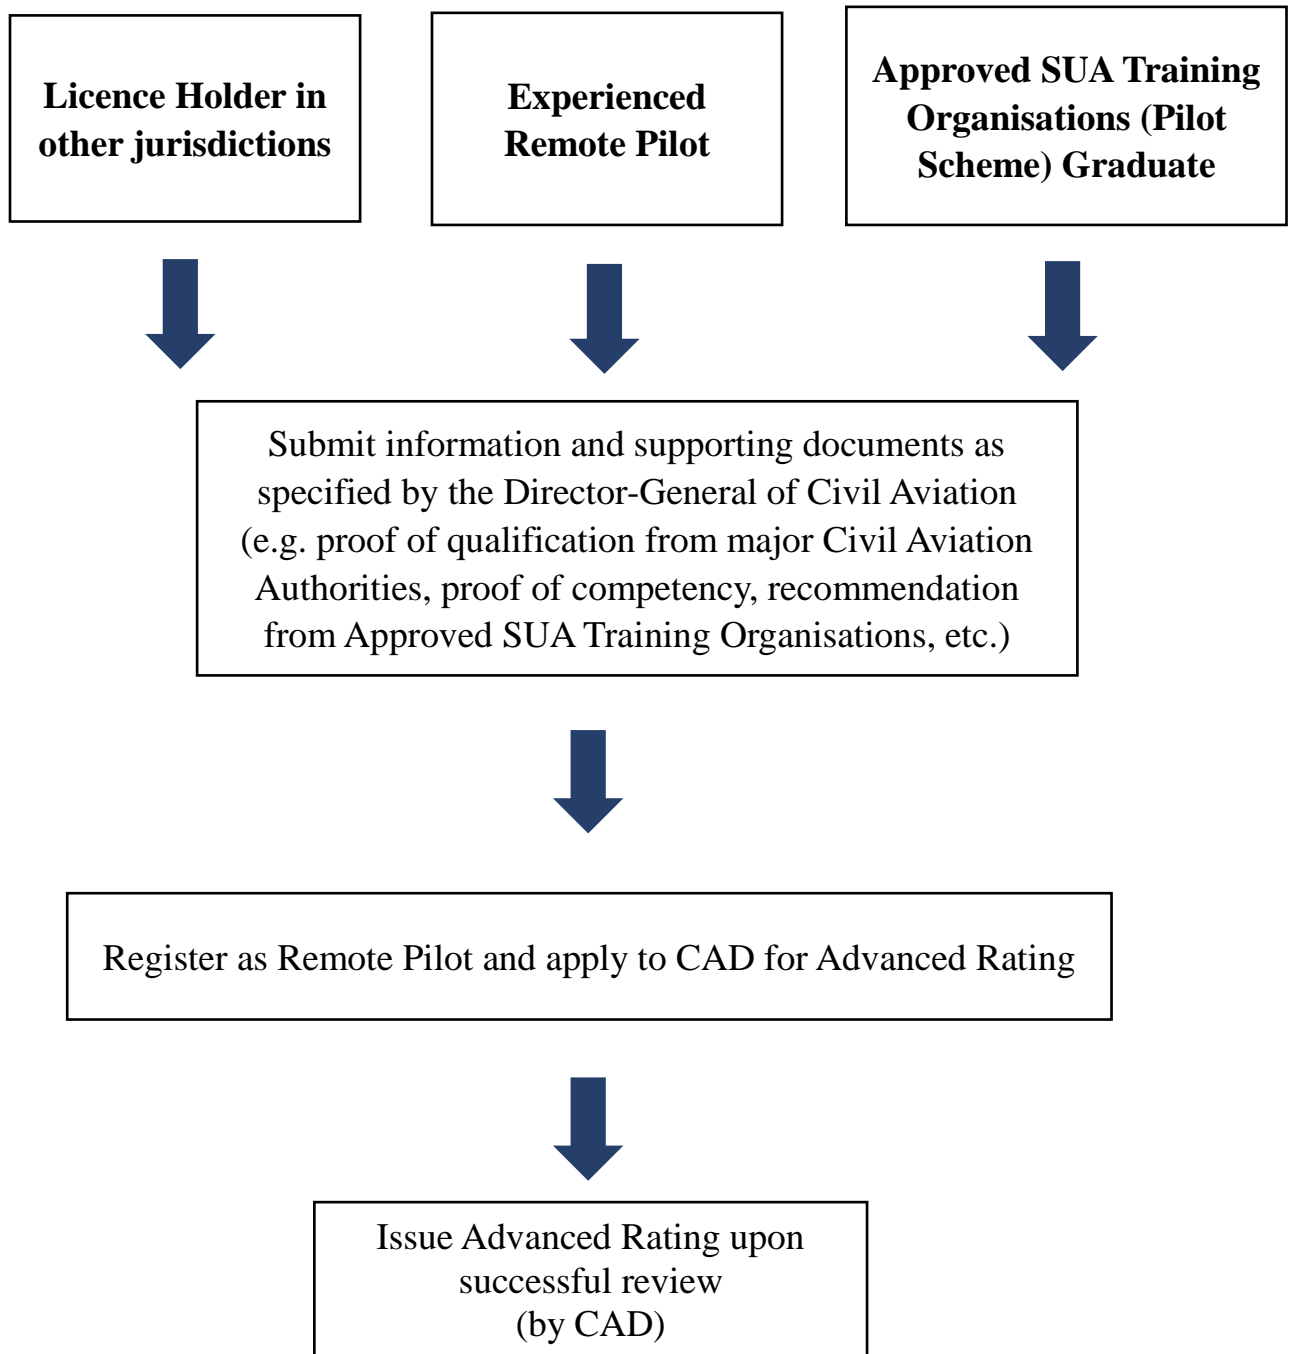 Licence Holder in
other jurisdictions
Experienced
Remote Pilot
Approved SUA Training
Organisations (Pilot
Scheme) Graduate
Submit information and supporting documents as
specified by the Director-General of Civil Aviation
(e.g. proof of qualification from major Civil Aviation
Authorities, proof of competency, recommendation
from Approved SUA Training Organisations, etc.)
Register as Remote Pilot and apply to CAD for Advanced Rating
Issue Advanced Rating upon
successful review
(by CAD)